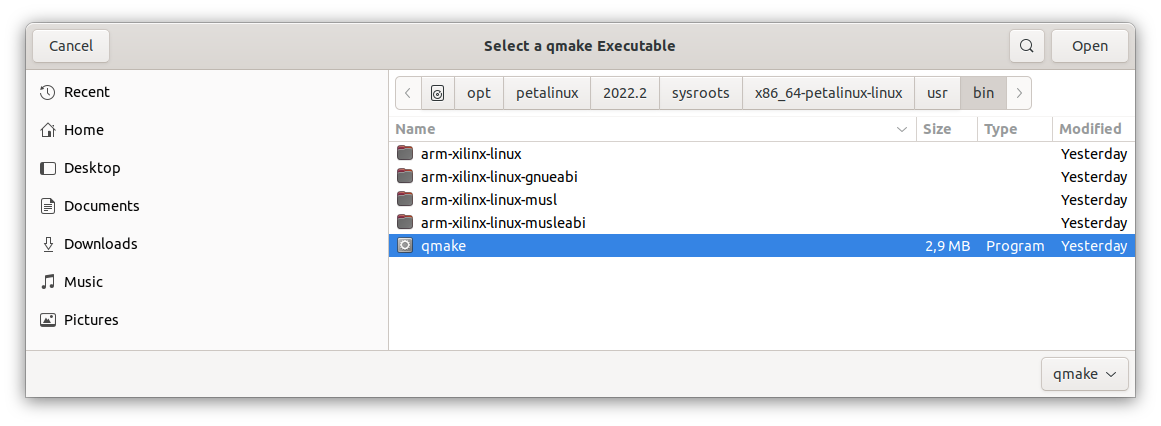 Cancel Select a qmake Executable Open
Recent
Home
Desktop
Documents
Downloads
Music
Pictures
opt petalinux 2022.2 sysroots x86_64-petalinux-linux usr bin
Name Size Type Modified
arm-xilinx-linux Yesterday
arm-xilinx-linux-gnueabi Yesterday
arm-xilinx-linux-musl Yesterday
arm-xilinx-linux-musleabi Yesterday
qmake 2,9 MB Program Yesterday
qmake